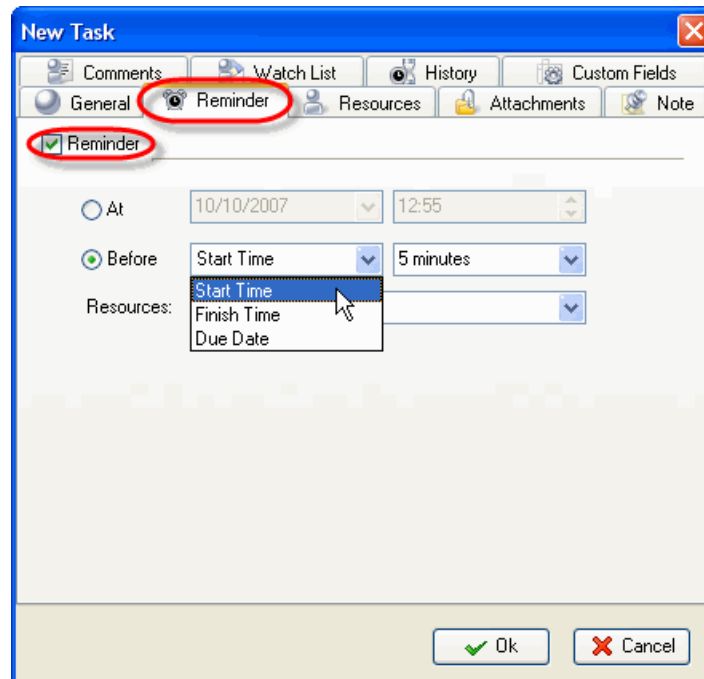 New Task
Comments Watch List History Custom Fields
General Reminder Resources Attachments Note
Reminder
At 10/10/2007 12:55
Before Start Time 5 minutes
Start Time
Resources:
Finish Time
Due Date
Ok Cancel